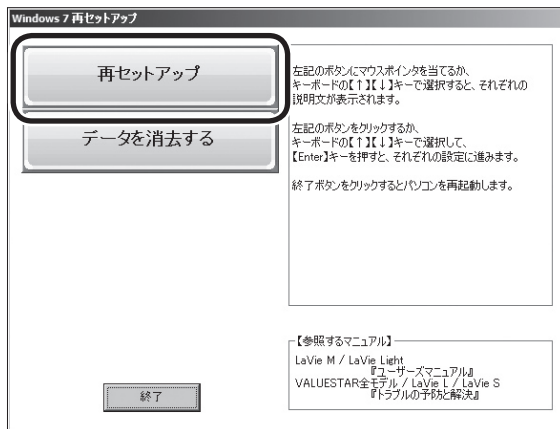 Windows 7 再セットアップ
再セットアップ
データを消去する
左記のボタンにマウスポインタを当てるか、
キーボードの【↑】【↓】キーで選択すると、それぞれの
説明文が表示されます。
左記のボタンをクリックするか、
キーボードの【↑】【↓】キーで選択して、
【Enter】キーを押すと、それぞれの設定に進みます。
終了ボタンをクリックするとパソコンを再起動します。
【参照するマニュアル】
LaVie M / LaVie Light
『ユーザーズマニュアル』
VALUESTAR全モデル / LaVie L / LaVie S
『トラブルの予防と解決』
終了